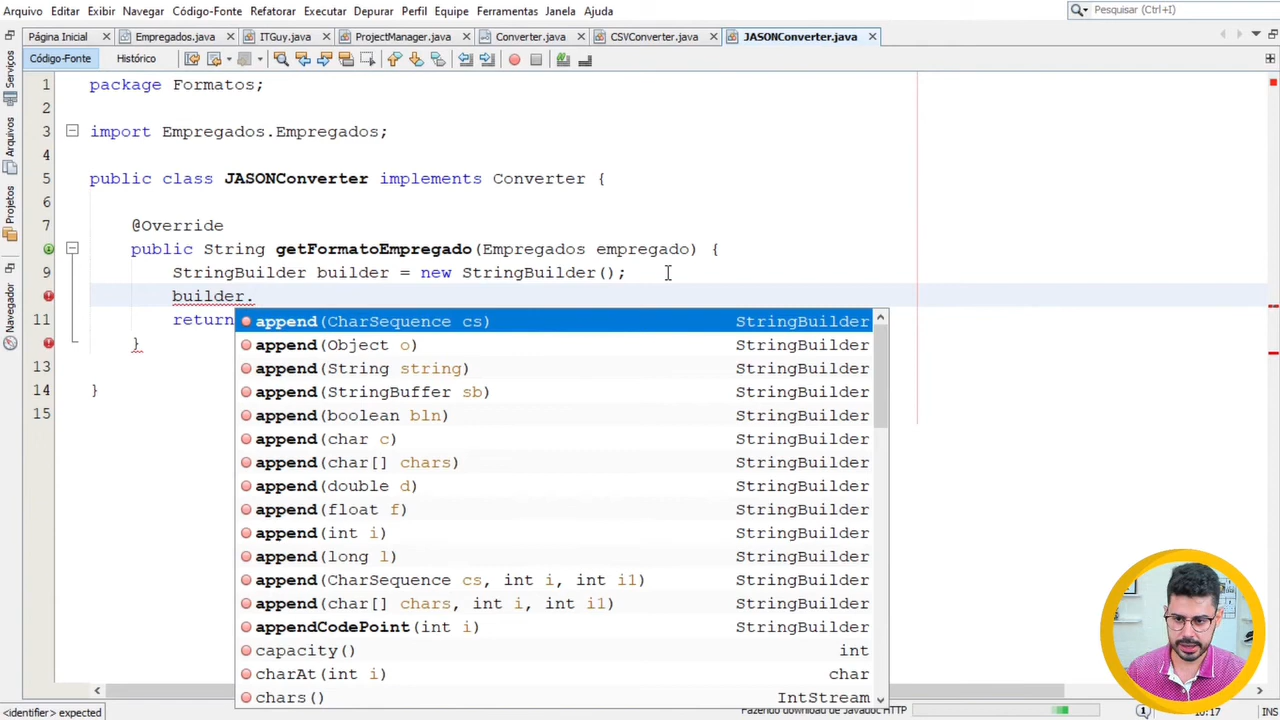 Arquivo Editar Exibir Navegar Código-Fonte Refatorar Executar Depurar Perfil Equipe Ferramentas Janela Ajuda
Pesquisar (Ctrl+I)
Página Inicial Empregados.java ITGuy.java ProjectManager.java Converter.java CSVConverter.java JASONConverter.java
Código-Fonte Histórico
Serviços
Arquivos
Projetos
Navegador
1 package Formatos;
2
3 import Empregados.Empregados;
4
5 public class JASONConverter implements Converter {
6
7 @Override
public String getFormatoEmpregado(Empregados empregado) {
9 StringBuilder builder = new StringBuilder();
builder.
11 return
}
13
14 }
15
append(CharSequence cs) StringBuilder
append(Object o) StringBuilder
append(String string) StringBuilder
append(StringBuffer sb) StringBuilder
append(boolean bln) StringBuilder
append(char c) StringBuilder
append(char[] chars) StringBuilder
append(double d) StringBuilder
append(float f) StringBuilder
append(int i) StringBuilder
append(long l) StringBuilder
append(CharSequence cs, int i, int i1) StringBuilder
append(char[] chars, int i, int i1) StringBuilder
appendCodePoint(int i) StringBuilder
capacity() int
charAt(int i) char
chars() IntStream
<identifier> expected Fazendo download de Javadoc HTTP 1 10:17 INS